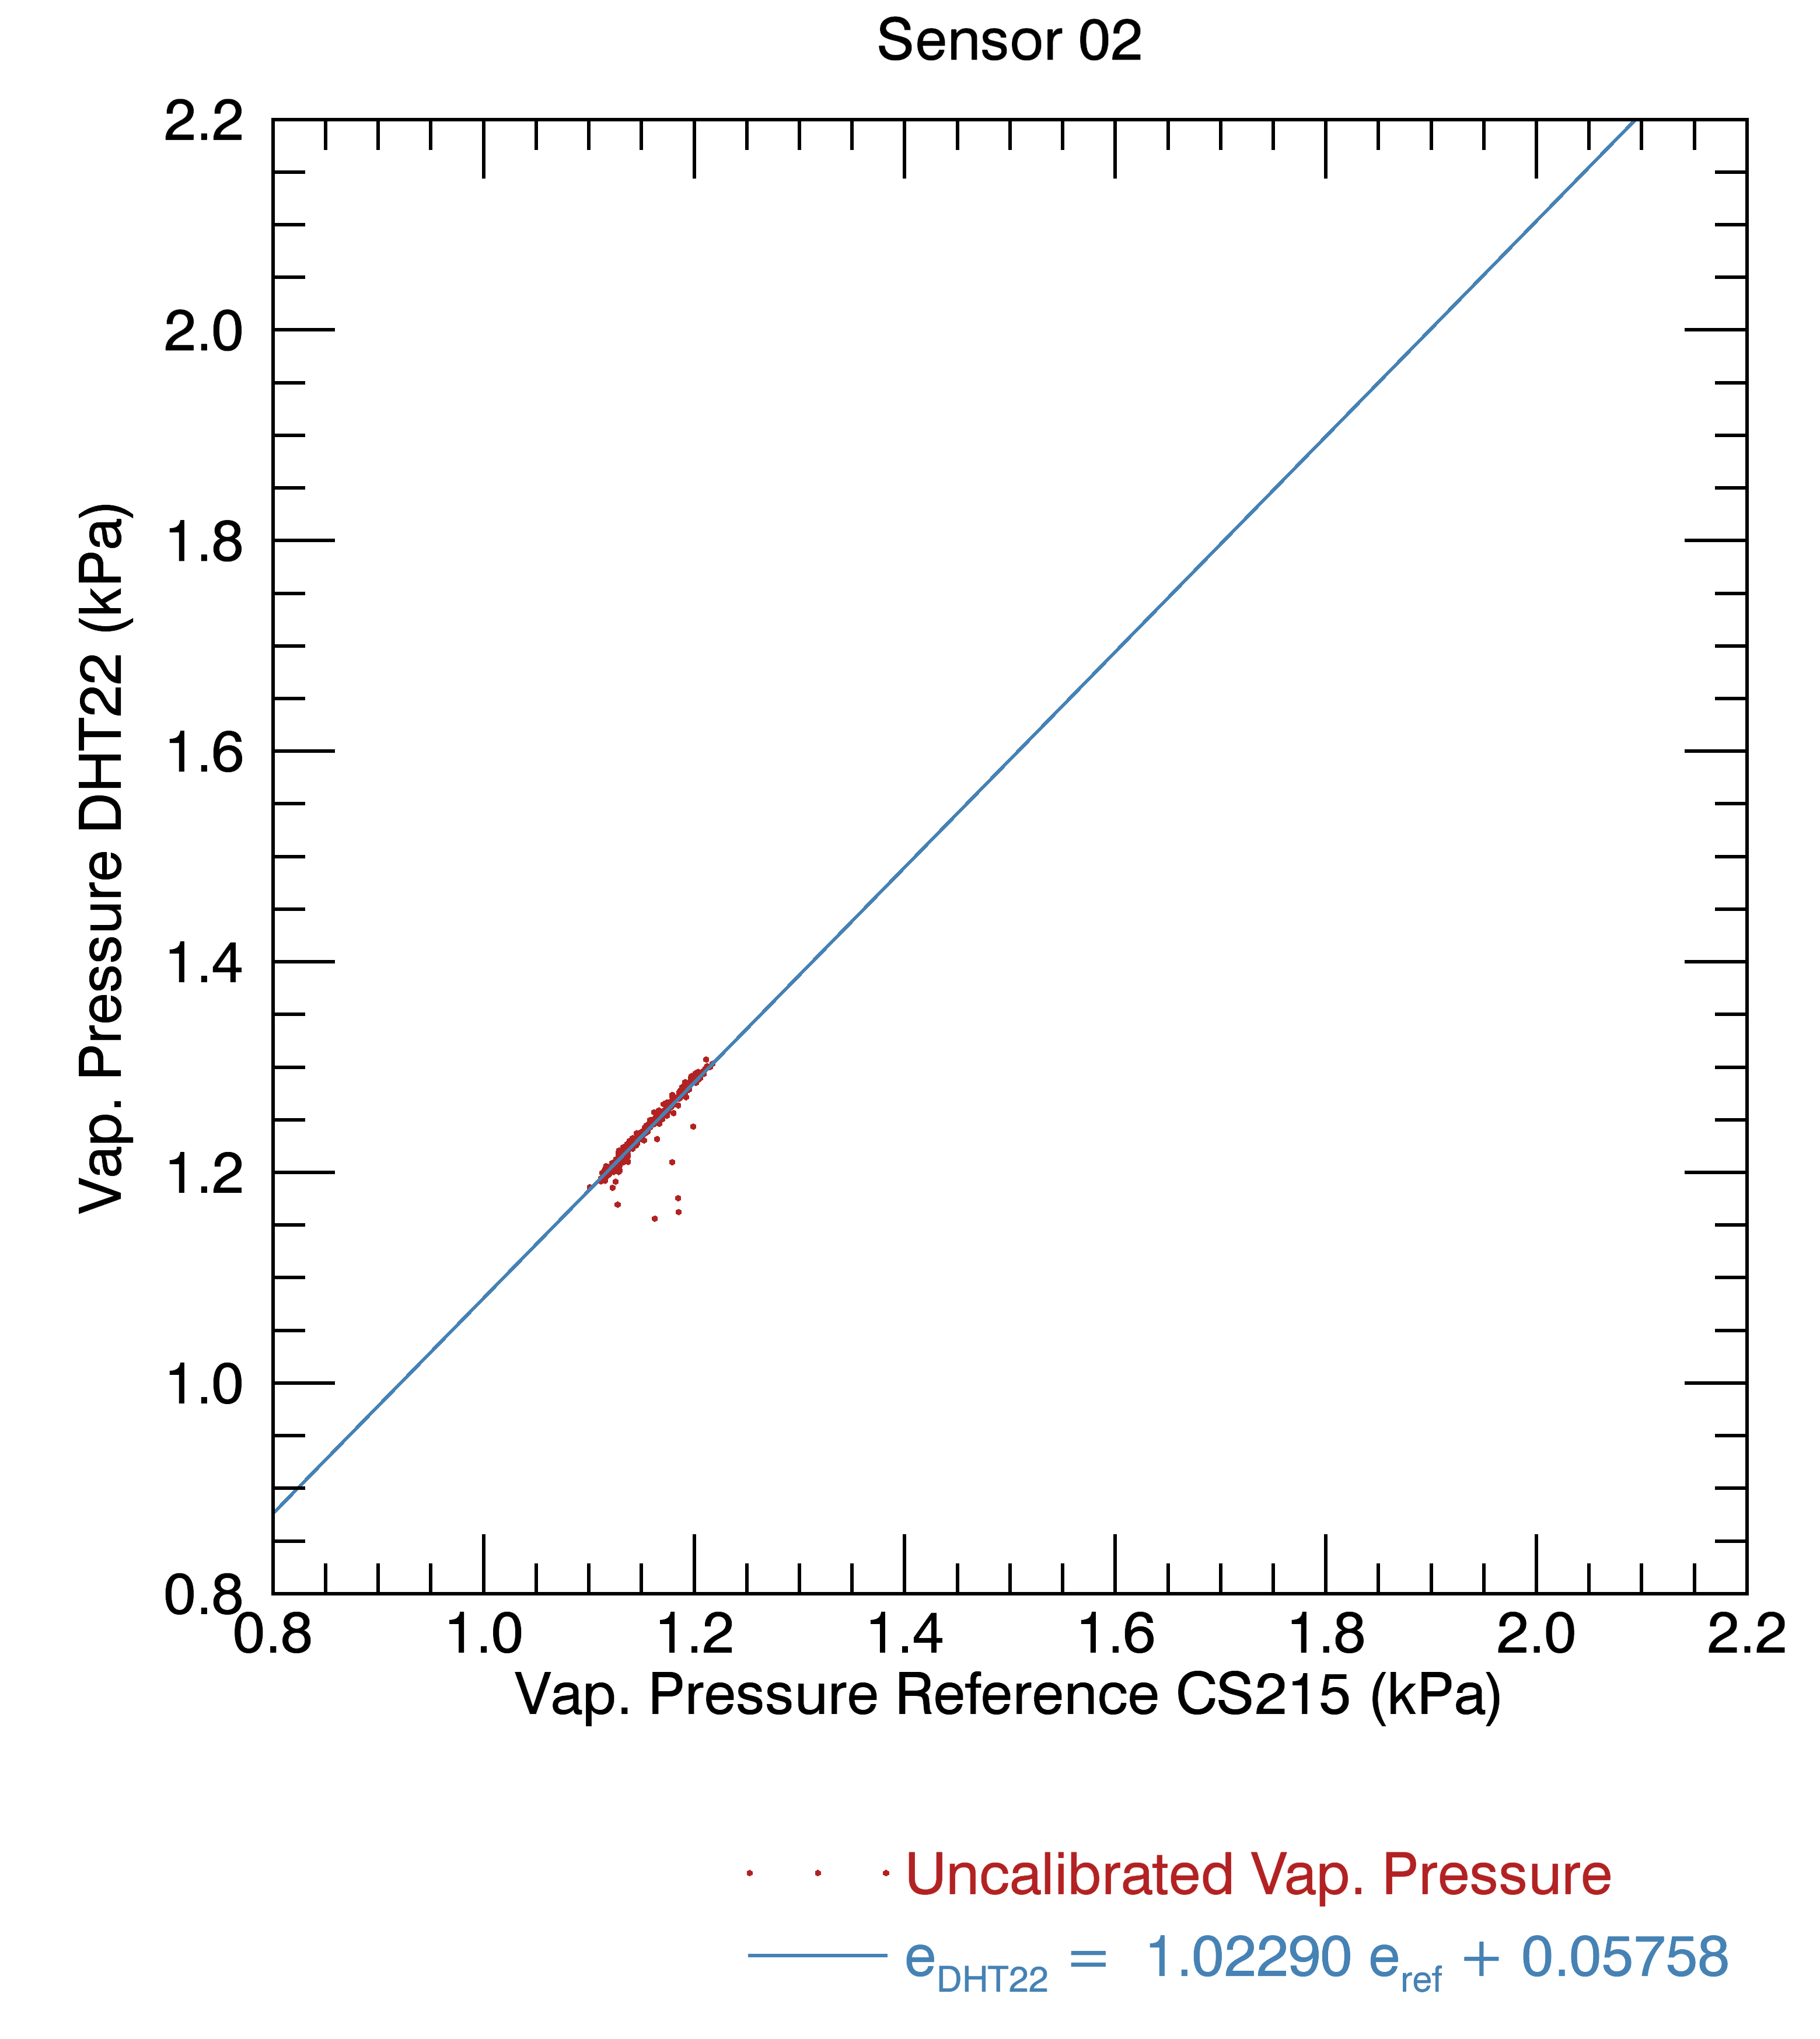 Sensor 02
2.2
2.0
1.8
1.6
1.4
1.2
1.0
0.8
Vap. Pressure DHT22 (kPa)
0.8 1.0 1.2 1.4 1.6 1.8 2.0 2.2
Vap. Pressure Reference CS215 (kPa)
Uncalibrated Vap. Pressure
e_DHT22 = 1.02290 e_ref + 0.05758